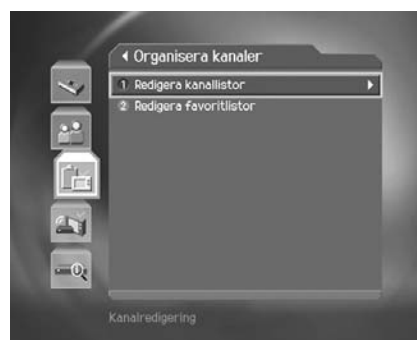 Organisera kanaler
1 Redigera kanallistor
2 Redigera favoritlistor
Kanalredigering